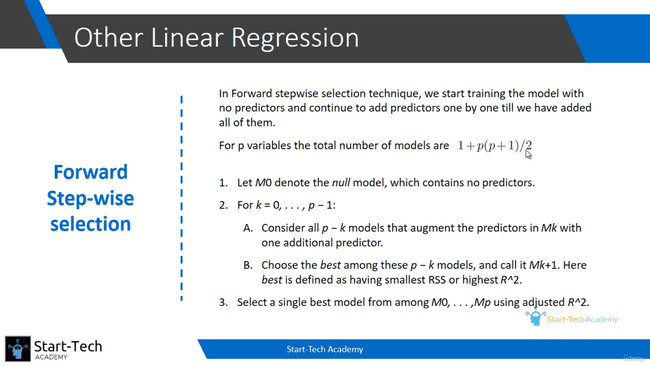 Other Linear Regression
In Forward stepwise selection technique, we start training the model with
no predictors and continue to add predictors one by one till we have added
all of them.
For p variables the total number of models are 1 + p(p + 1)/2
Forward
Step-wise
selection
1. Let M0 denote the null model, which contains no predictors.
2. For k = 0, . . . , p − 1:
A. Consider all p − k models that augment the predictors in Mk with
one additional predictor.
B. Choose the best among these p − k models, and call it Mk+1. Here
best is defined as having smallest RSS or highest R^2.
3. Select a single best model from among M0, . . . ,Mp using adjusted R^2.
Start-Tech Academy
Start-Tech
ACADEMY
Start-Tech Academy
Udemy